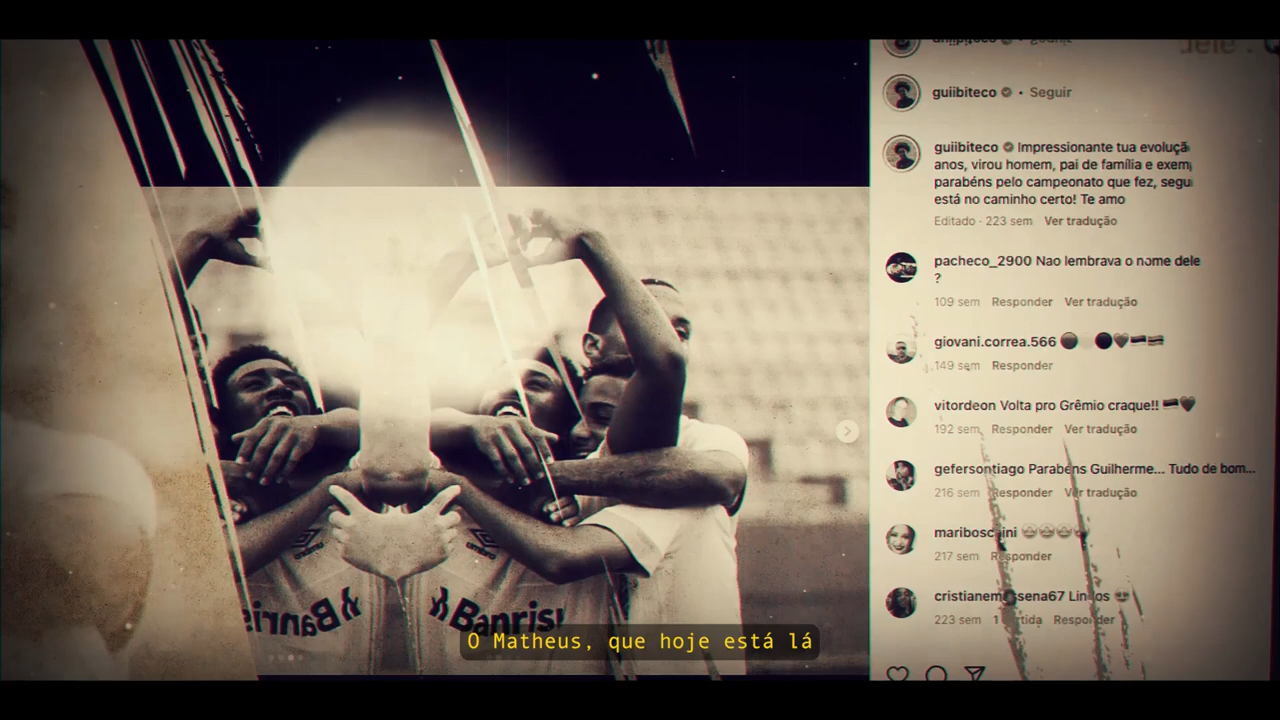 guiibiteco • Seguir
guiibiteco Impressionante tua evoluçã
anos, virou homem, pai de família e exem
parabéns pelo campeonato que fez, segu
está no caminho certo! Te amo
Editado · 223 sem Ver tradução
pacheco_2900 Nao lembrava o nome dele
?
109 sem Responder Ver tradução
giovani.correa.566
149 sem Responder
vitordeon Volta pro Grêmio craque!!
192 sem Responder Ver tradução
gefersontiago Parabéns Guilherme... Tudo de bom...
216 sem Responder Ver tradução
217 sem Responder
223 sem Responder
umbro
Banris
O Matheus, que hoje está lá